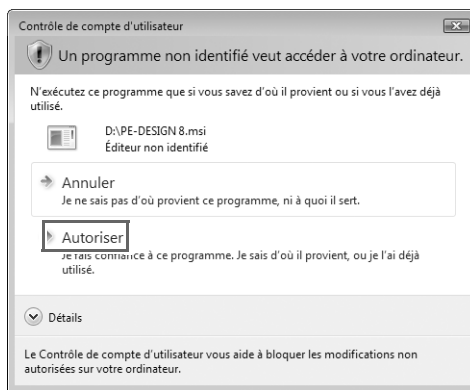 Contrôle de compte d'utilisateur
Un programme non identifié veut accéder à votre ordinateur.
N'exécutez ce programme que si vous savez d'où il provient ou si vous l'avez déjà
utilisé.
D:\PE-DESIGN 8.msi
Éditeur non identifié
Annuler
Je ne sais pas d'où provient ce programme, ni à quoi il sert.
Autoriser
Je fais confiance à ce programme. Je sais d'où il provient, ou je l'ai déjà
utilisé.
Détails
Le Contrôle de compte d'utilisateur vous aide à bloquer les modifications non
autorisées sur votre ordinateur.